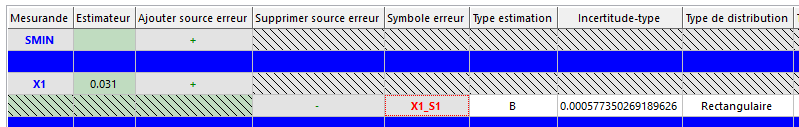 Mesurande Estimateur Ajouter source erreur Supprimer source erreur Symbole erreur Type estimation Incertitude-type Type de distribution
SMIN +
X1 0.031 +
- X1_S1 B 0.000577350269189626 Rectangulaire